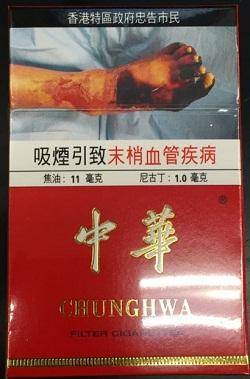 香港特區政府忠告市民
吸煙引致末梢血管疾病
焦油: 11 毫克 尼古丁: 1.0 毫克
®
中華
CHUNGHWA
FILTER CIGARETTES